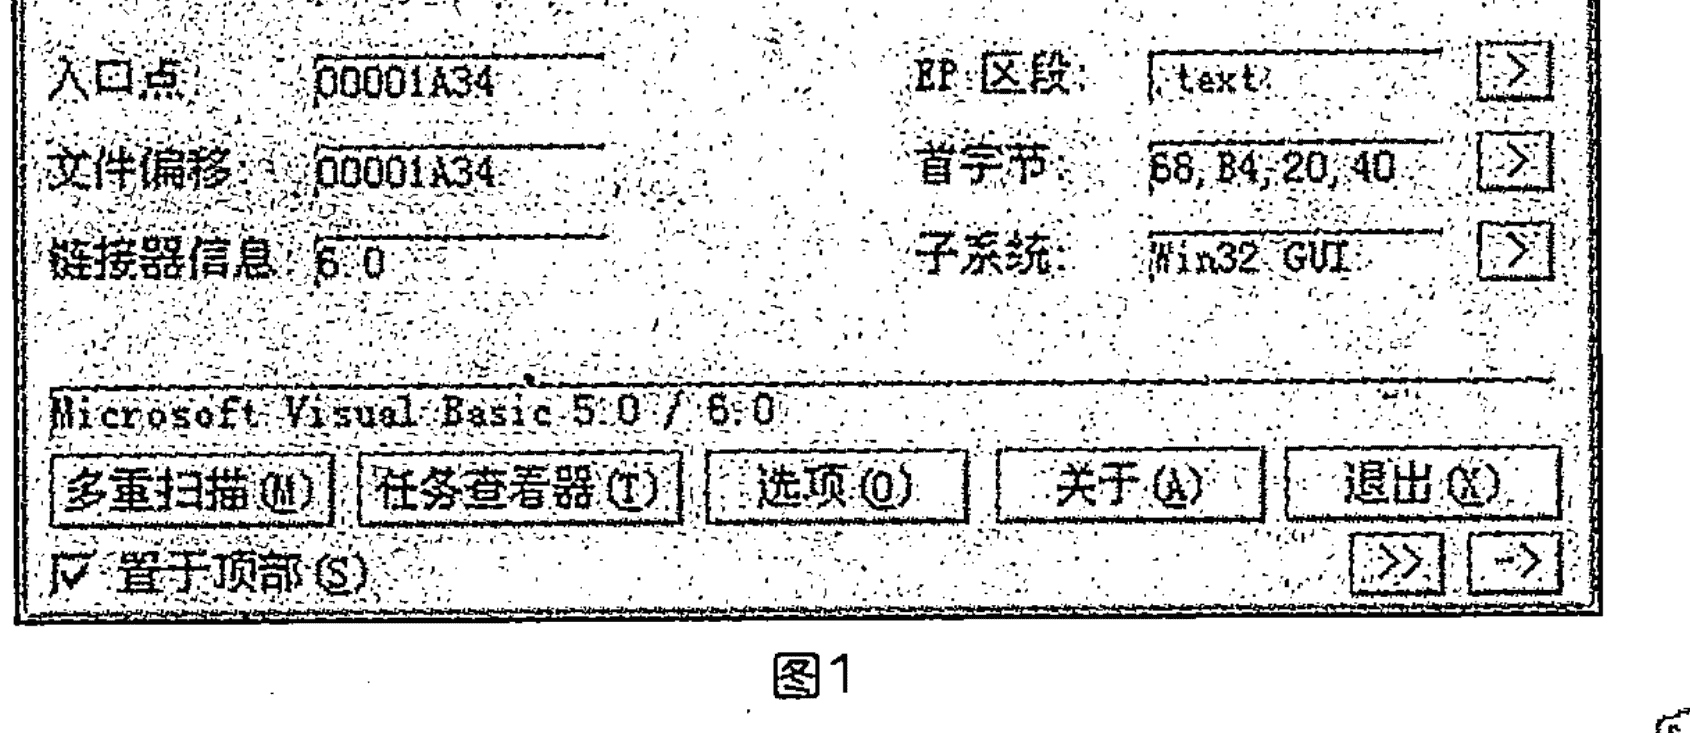 入口点: 00001A34 EP 区段: .text >
文件偏移: 00001A34 首字节: 68,B4,20,40 >
链接器信息: 6.0 子系统: Win32 GUI >
Microsoft Visual Basic 5.0 / 6.0
多重扫描(M) 任务查看器(T) 选项(O) 关于(A) 退出(X)
置于顶部(S) >> ->
图1